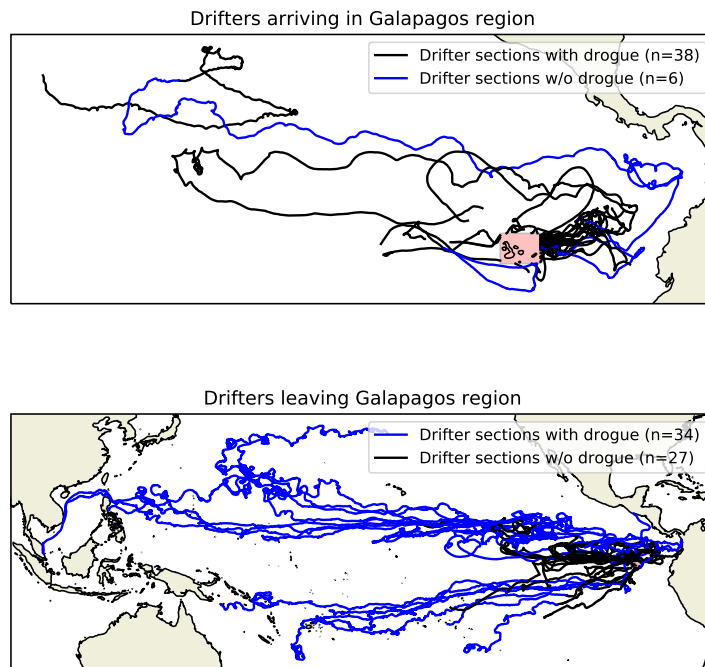 Drifters arriving in Galapagos region
Drifter sections with drogue (n=38)
Drifter sections w/o drogue (n=6)
Drifters leaving Galapagos region
Drifter sections with drogue (n=34)
Drifter sections w/o drogue (n=27)